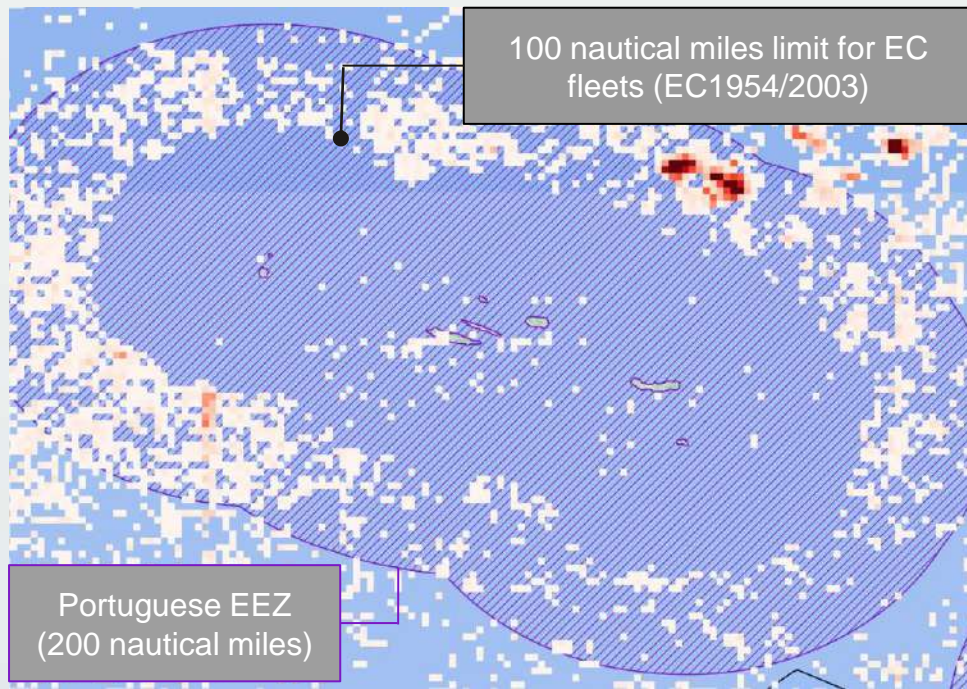 100 nautical miles limit for EC
fleets (EC1954/2003)
Portuguese EEZ
(200 nautical miles)